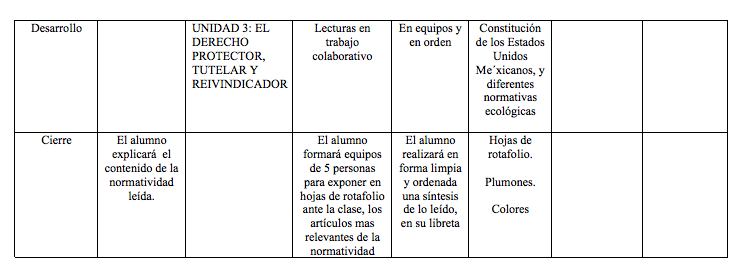 Desarrollo
UNIDAD 3: EL
DERECHO
PROTECTOR,
TUTELAR Y
REIVINDICADOR
Lecturas en
trabajo
colaborativo
En equipos y
en orden
Constitución
de los Estados
Unidos
Me´xicanos, y
diferentes
normativas
ecológicas
Cierre
El alumno
explicará el
contenido de la
normatividad
leída.
El alumno
formará equipos
de 5 personas
para exponer en
hojas de rotafolio
ante la clase, los
artículos mas
relevantes de la
normatividad
El alumno
realizará en
forma limpia
y ordenada
una síntesis
de lo leído,
en su libreta
Hojas de
rotafolio.
Plumones.
Colores